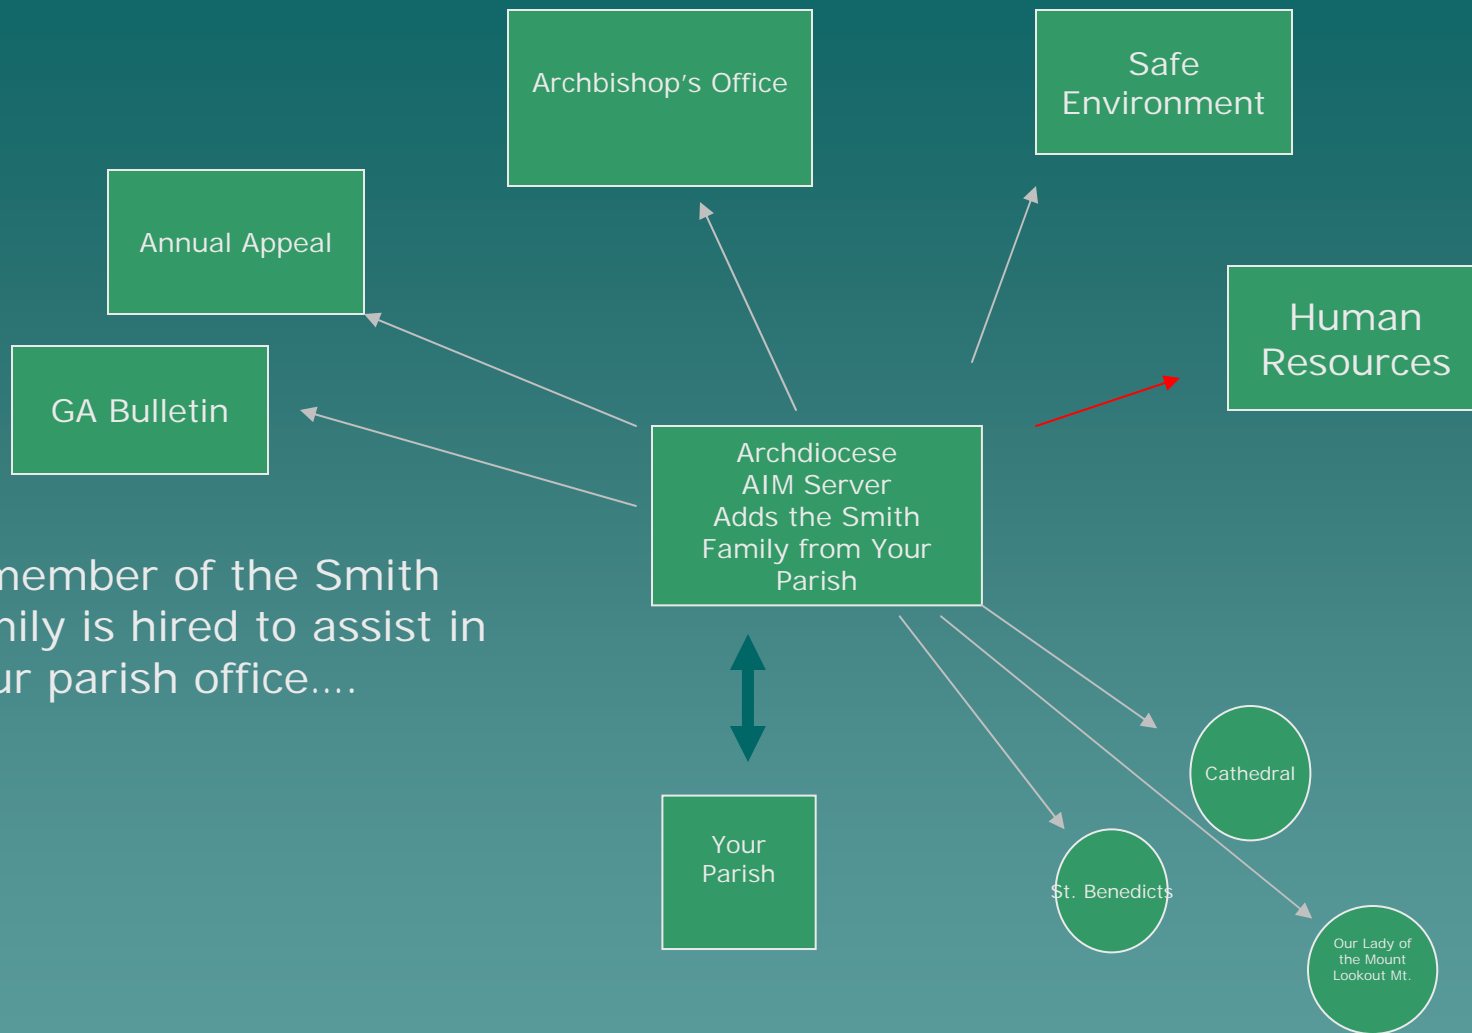 Archbishop's Office
Safe
Environment
Annual Appeal
Human
Resources
GA Bulletin
Archdiocese
AIM Server
Adds the Smith
Family from Your
Parish
member of the Smith
is hired to assist in
parish office....
Your
Parish
Cathedral
St. Benedicts
Our Lady of
the Mount
Lookout Mt.